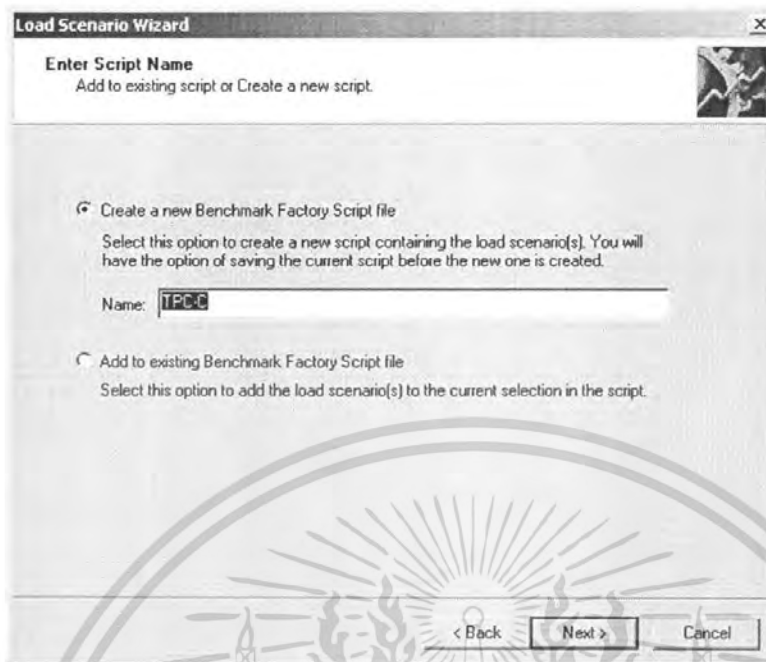 Load Scenario Wizard
Enter Script Name
Add to existing script or Create a new script.
Create a new Benchmark Factory Script file
Select this option to create a new script containing the load scenario(s). You will
have the option of saving the current script before the new one is created.
Name: TPC-C
Add to existing Benchmark Factory Script file
Select this option to add the load scenario(s) to the current selection in the script.
< Back Next > Cancel